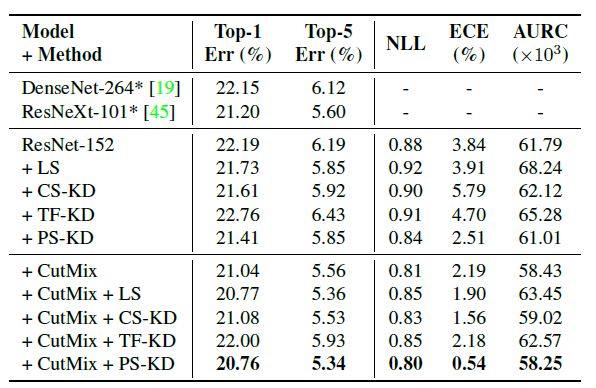 Model Top-1 Top-5 NLL ECE AURC
+ Method Err (%) Err (%) (%) (×10³)
DenseNet-264* [19] 22.15 6.12 - - -
ResNeXt-101* [45] 21.20 5.60 - - -
ResNet-152 22.19 6.19 0.88 3.84 61.79
+ LS 21.73 5.85 0.92 3.91 68.24
+ CS-KD 21.61 5.92 0.90 5.79 62.12
+ TF-KD 22.76 6.43 0.91 4.70 65.28
+ PS-KD 21.41 5.85 0.84 2.51 61.01
+ CutMix 21.04 5.56 0.81 2.19 58.43
+ CutMix + LS 20.77 5.36 0.85 1.90 63.45
+ CutMix + CS-KD 21.08 5.53 0.83 1.56 59.02
+ CutMix + TF-KD 22.00 5.93 0.85 2.18 62.57
+ CutMix + PS-KD 20.76 5.34 0.80 0.54 58.25